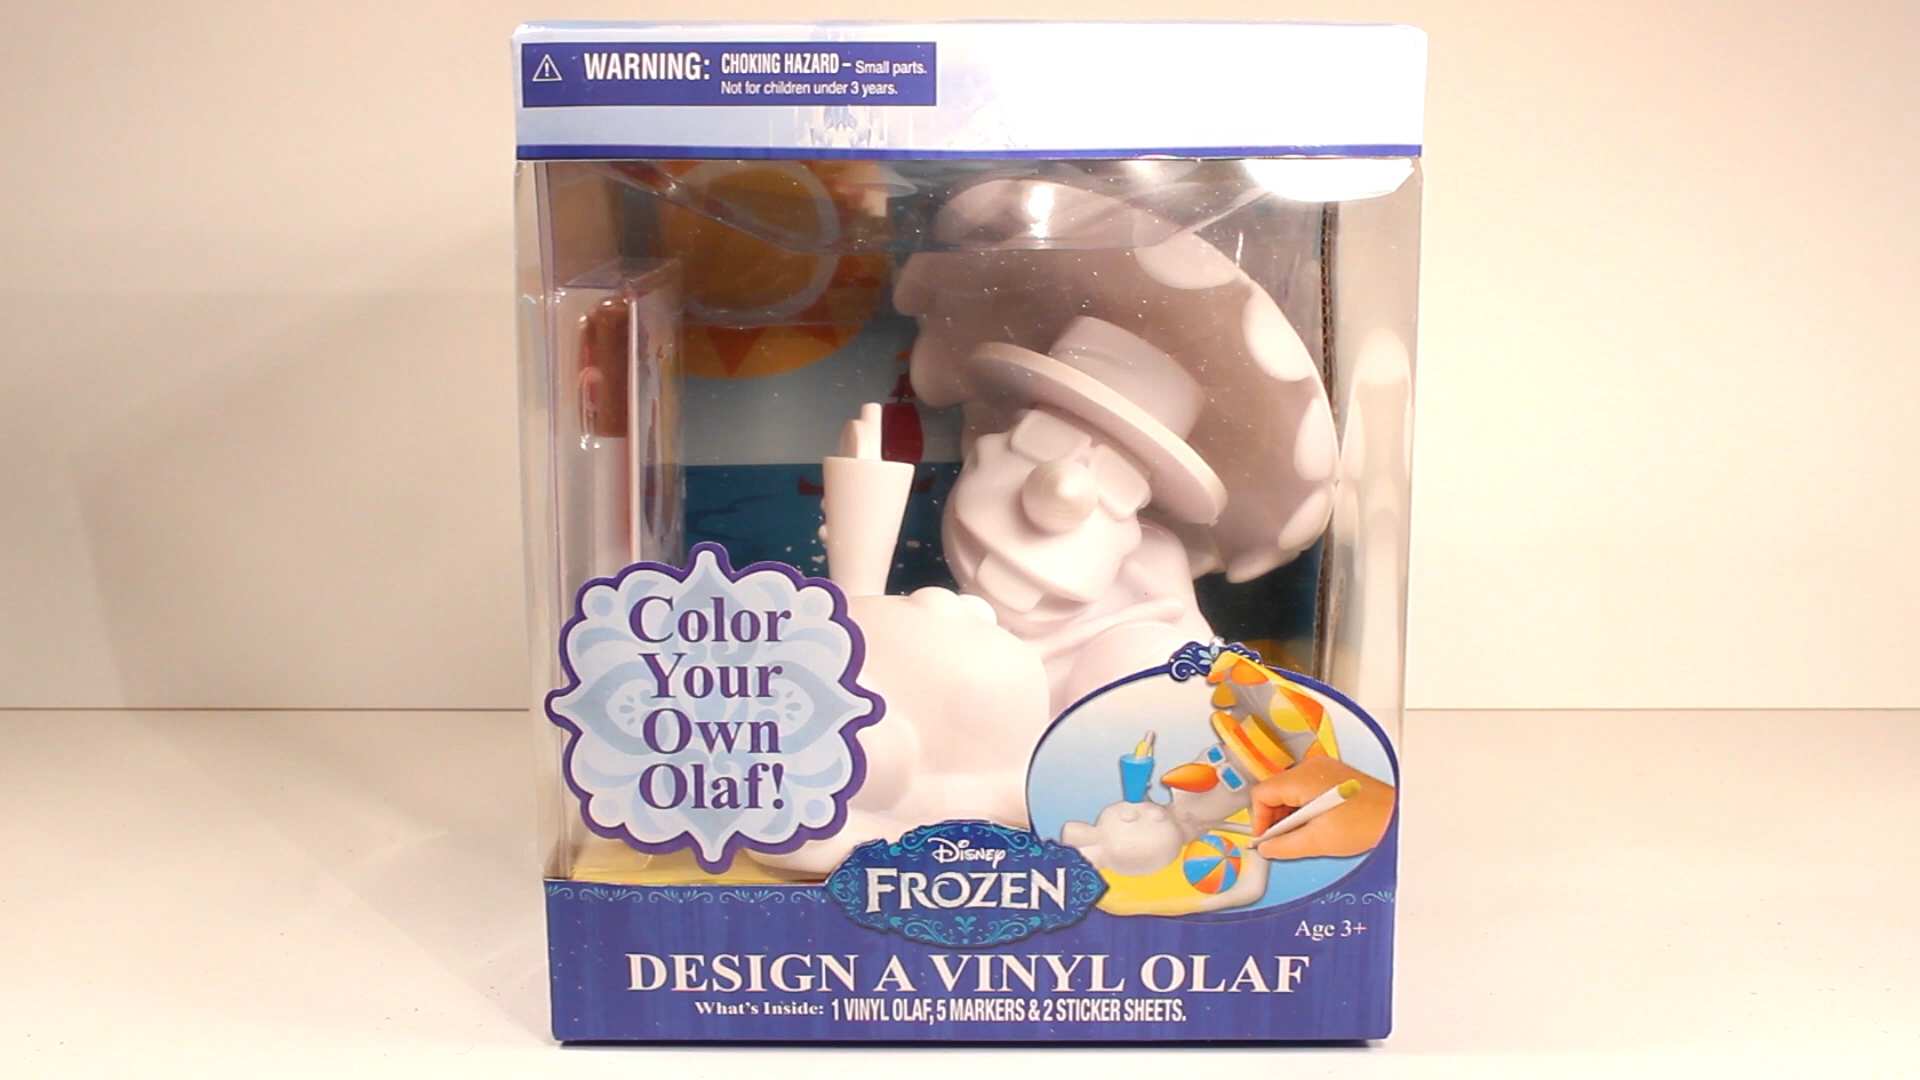 WARNING: CHOKING HAZARD – Small parts.
Not for children under 3 years.
Color
Your
Own
Olaf!
Disney
FROZEN
Age 3+
DESIGN A VINYL OLAF
What's Inside: 1 VINYL OLAF, 5 MARKERS & 2 STICKER SHEETS.